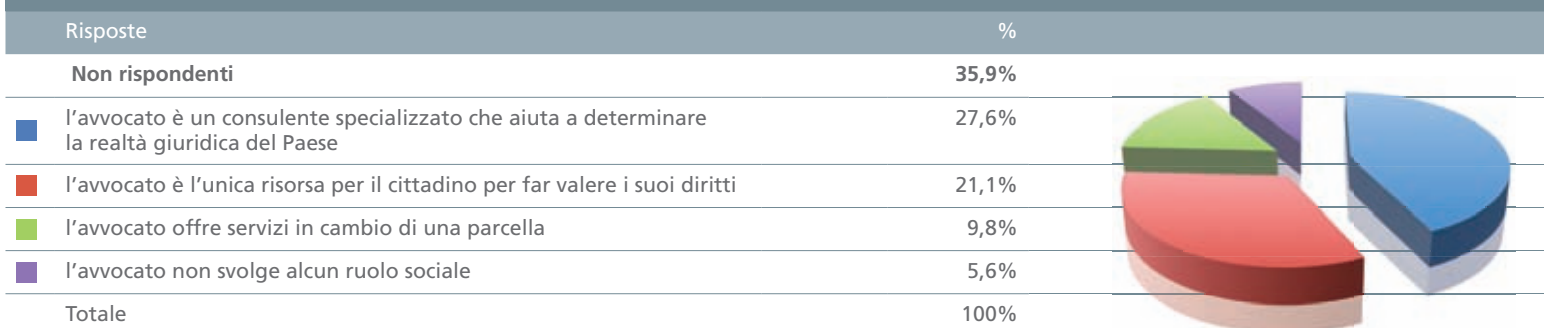 Risposte %
Non rispondenti 35,9%
l’avvocato è un consulente specializzato che aiuta a determinare 27,6%
la realtà giuridica del Paese
l’avvocato è l’unica risorsa per il cittadino per far valere i suoi diritti 21,1%
l’avvocato offre servizi in cambio di una parcella 9,8%
l’avvocato non svolge alcun ruolo sociale 5,6%
Totale 100%